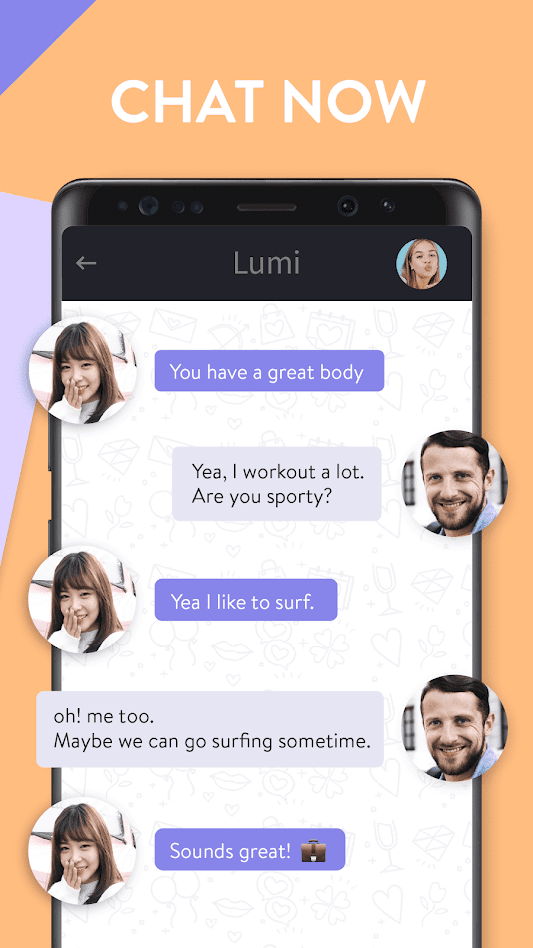 CHAT NOW
Lumi
You have a great body
Yea, I workout a lot.
Are you sporty?
Yea I like to surf.
oh! me too.
Maybe we can go surfing sometime.
Sounds great! 💼